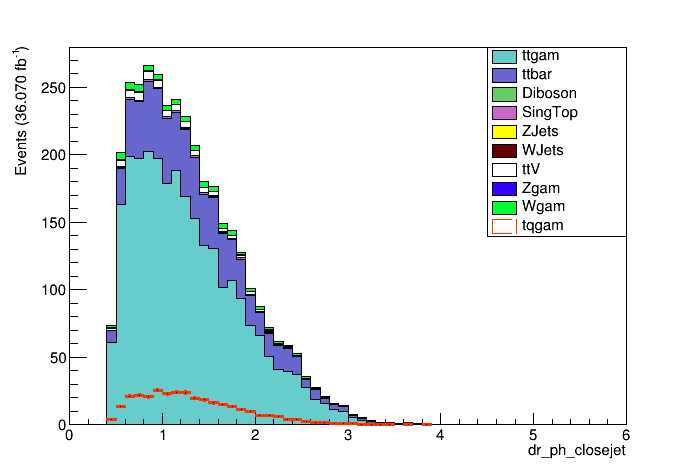 Events (36.070 fb⁻¹)
250
200
150
100
50
0
0 1 2 3 4 5 6
dr_ph_closejet
ttgam
ttbar
Diboson
SingTop
ZJets
WJets
ttV
Zgam
Wgam
tqgam